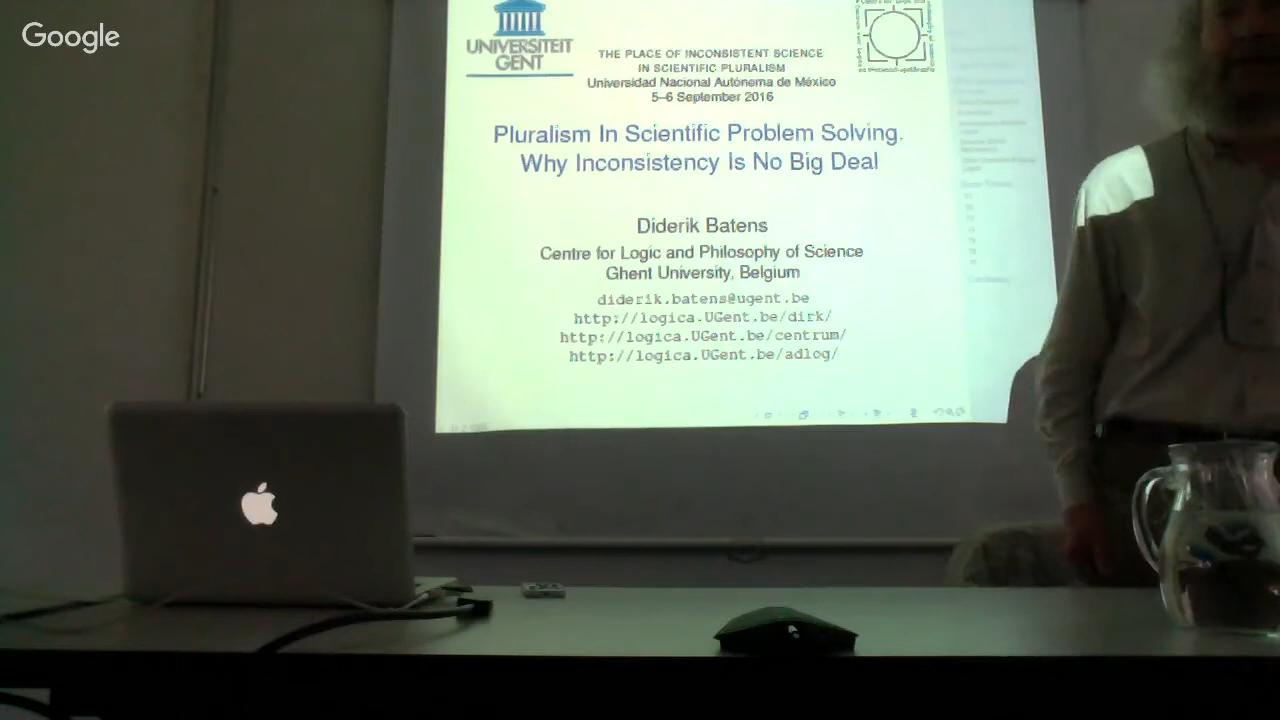 Google
UNIVERSITEIT
GENT
THE PLACE OF INCONSISTENT SCIENCE
IN SCIENTIFIC PLURALISM
Universidad Nacional Autónoma de México
5–6 September 2016
Pluralism In Scientific Problem Solving.
Why Inconsistency Is No Big Deal
Diderik Batens
Centre for Logic and Philosophy of Science
Ghent University, Belgium
diderik.batens@ugent.be
http://logica.UGent.be/dirk/
http://logica.UGent.be/centrum/
http://logica.UGent.be/adlog/